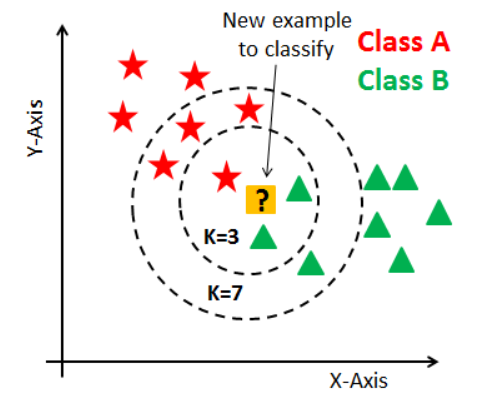 New example
to classify
Class A
Class B
Y-Axis
?
K=3
K=7
X-Axis